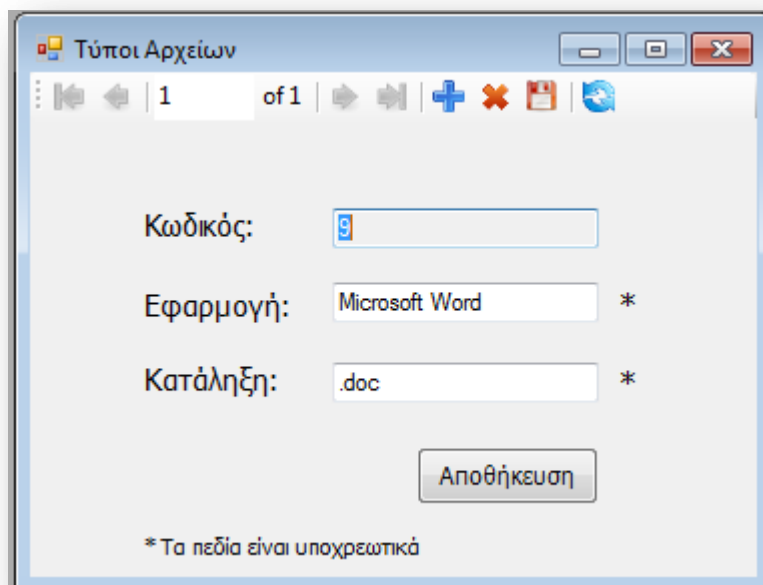 Τύποι Αρχείων
1 of 1
Κωδικός: 9
Εφαρμογή: Microsoft Word *
Κατάληξη: .doc *
Αποθήκευση
* Τα πεδία είναι υποχρεωτικά